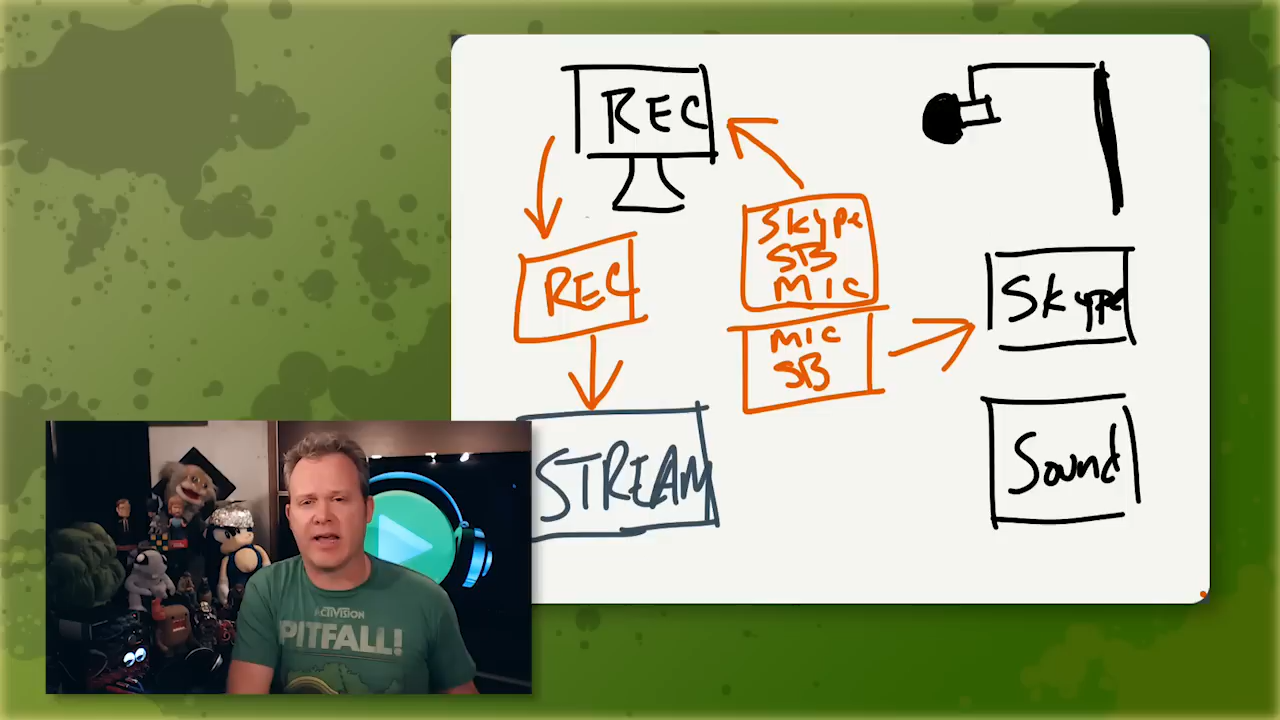 REC
Skype
SB
MIC
REC
Skype
MIC
SB
STREAM
Sound
ACTIVISION
PITFALL!